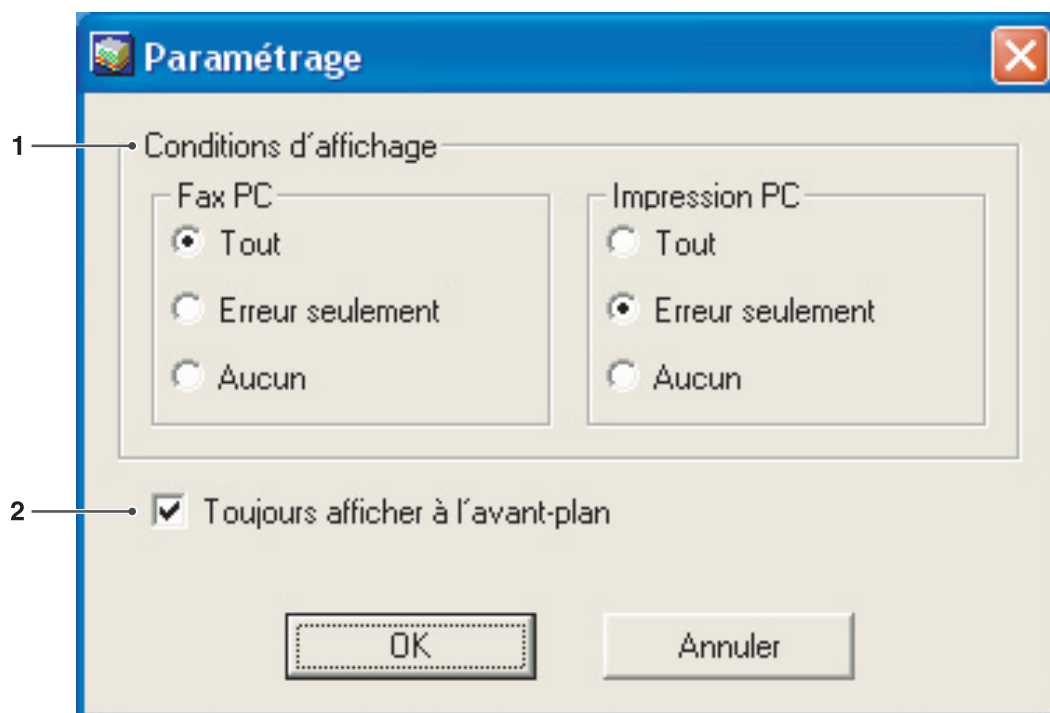 Paramétrage
1 Conditions d´affichage
Fax PC
Tout
Erreur seulement
Aucun
Impression PC
Tout
Erreur seulement
Aucun
2 Toujours afficher à l´avant-plan
OK Annuler